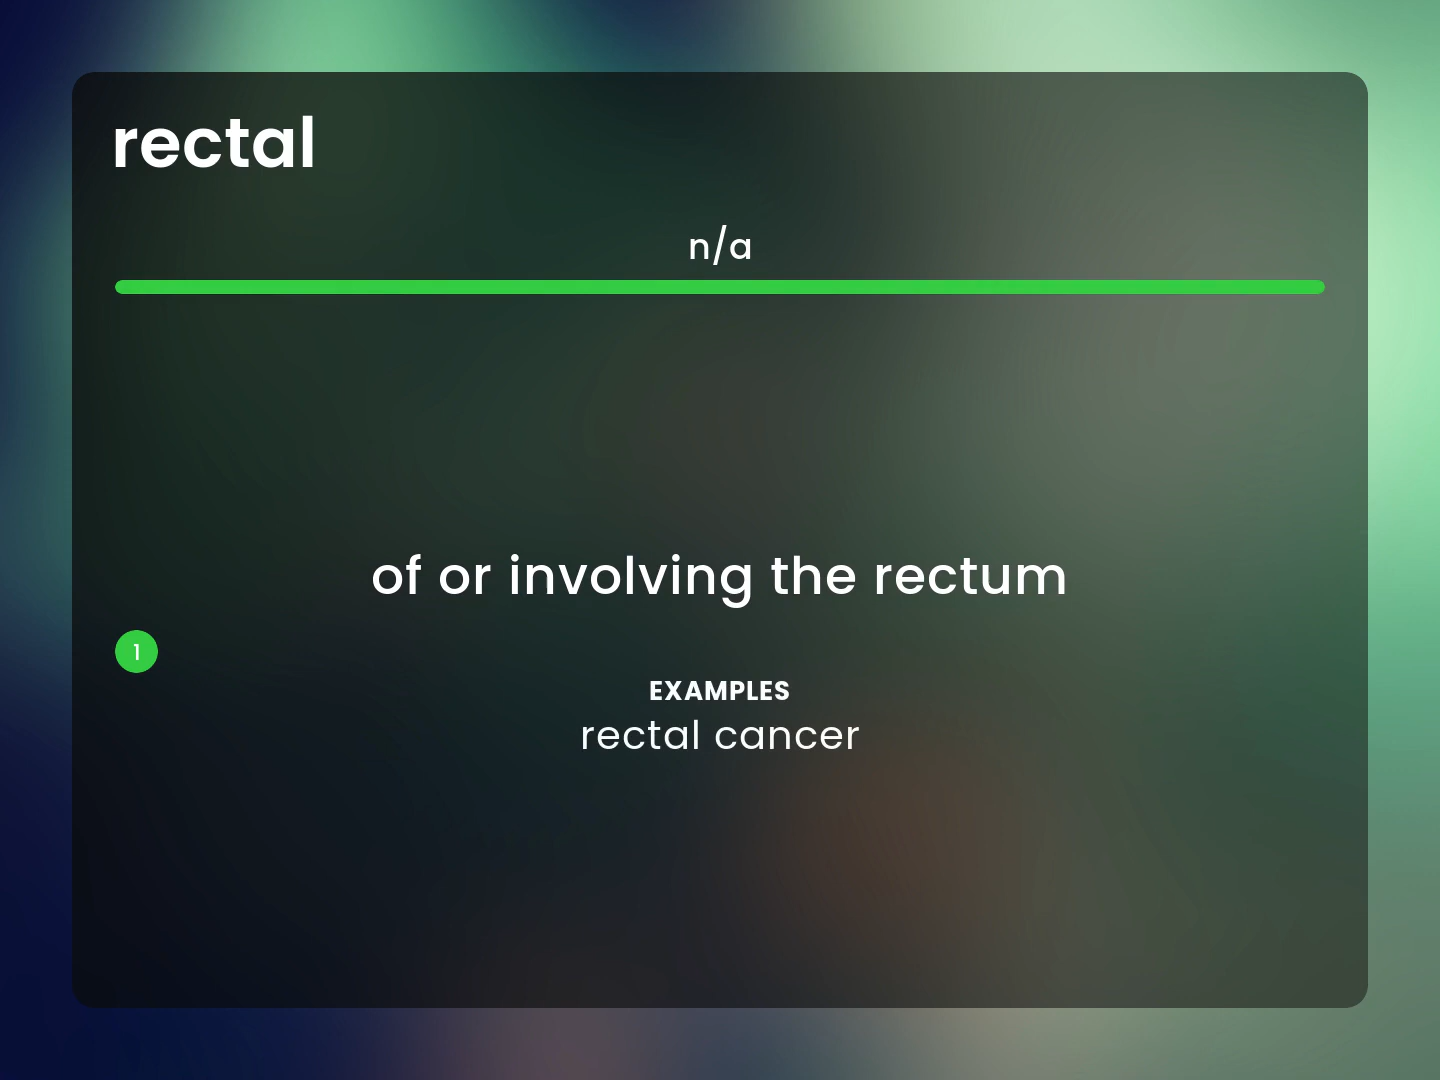 rectal
n/a
of or involving the rectum
1
EXAMPLES
rectal cancer